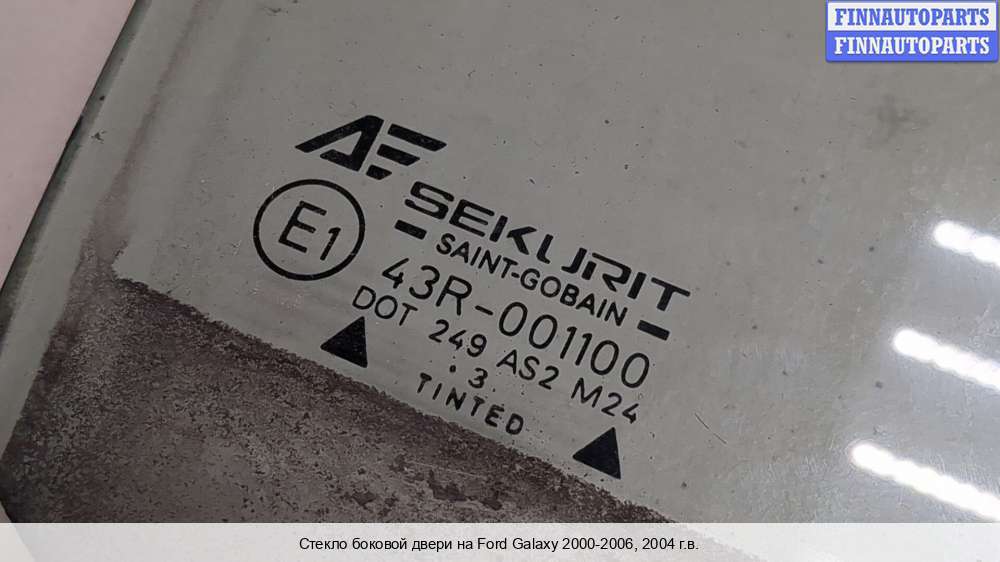 FINNAUTOPARTS
FINNAUTOPARTS
SEKURIT
SAINT-GOBAIN
E1
43R-001100
DOT 249 AS2 M24
. 3
TINTED
Стекло боковой двери на Ford Galaxy 2000-2006, 2004 г.в.